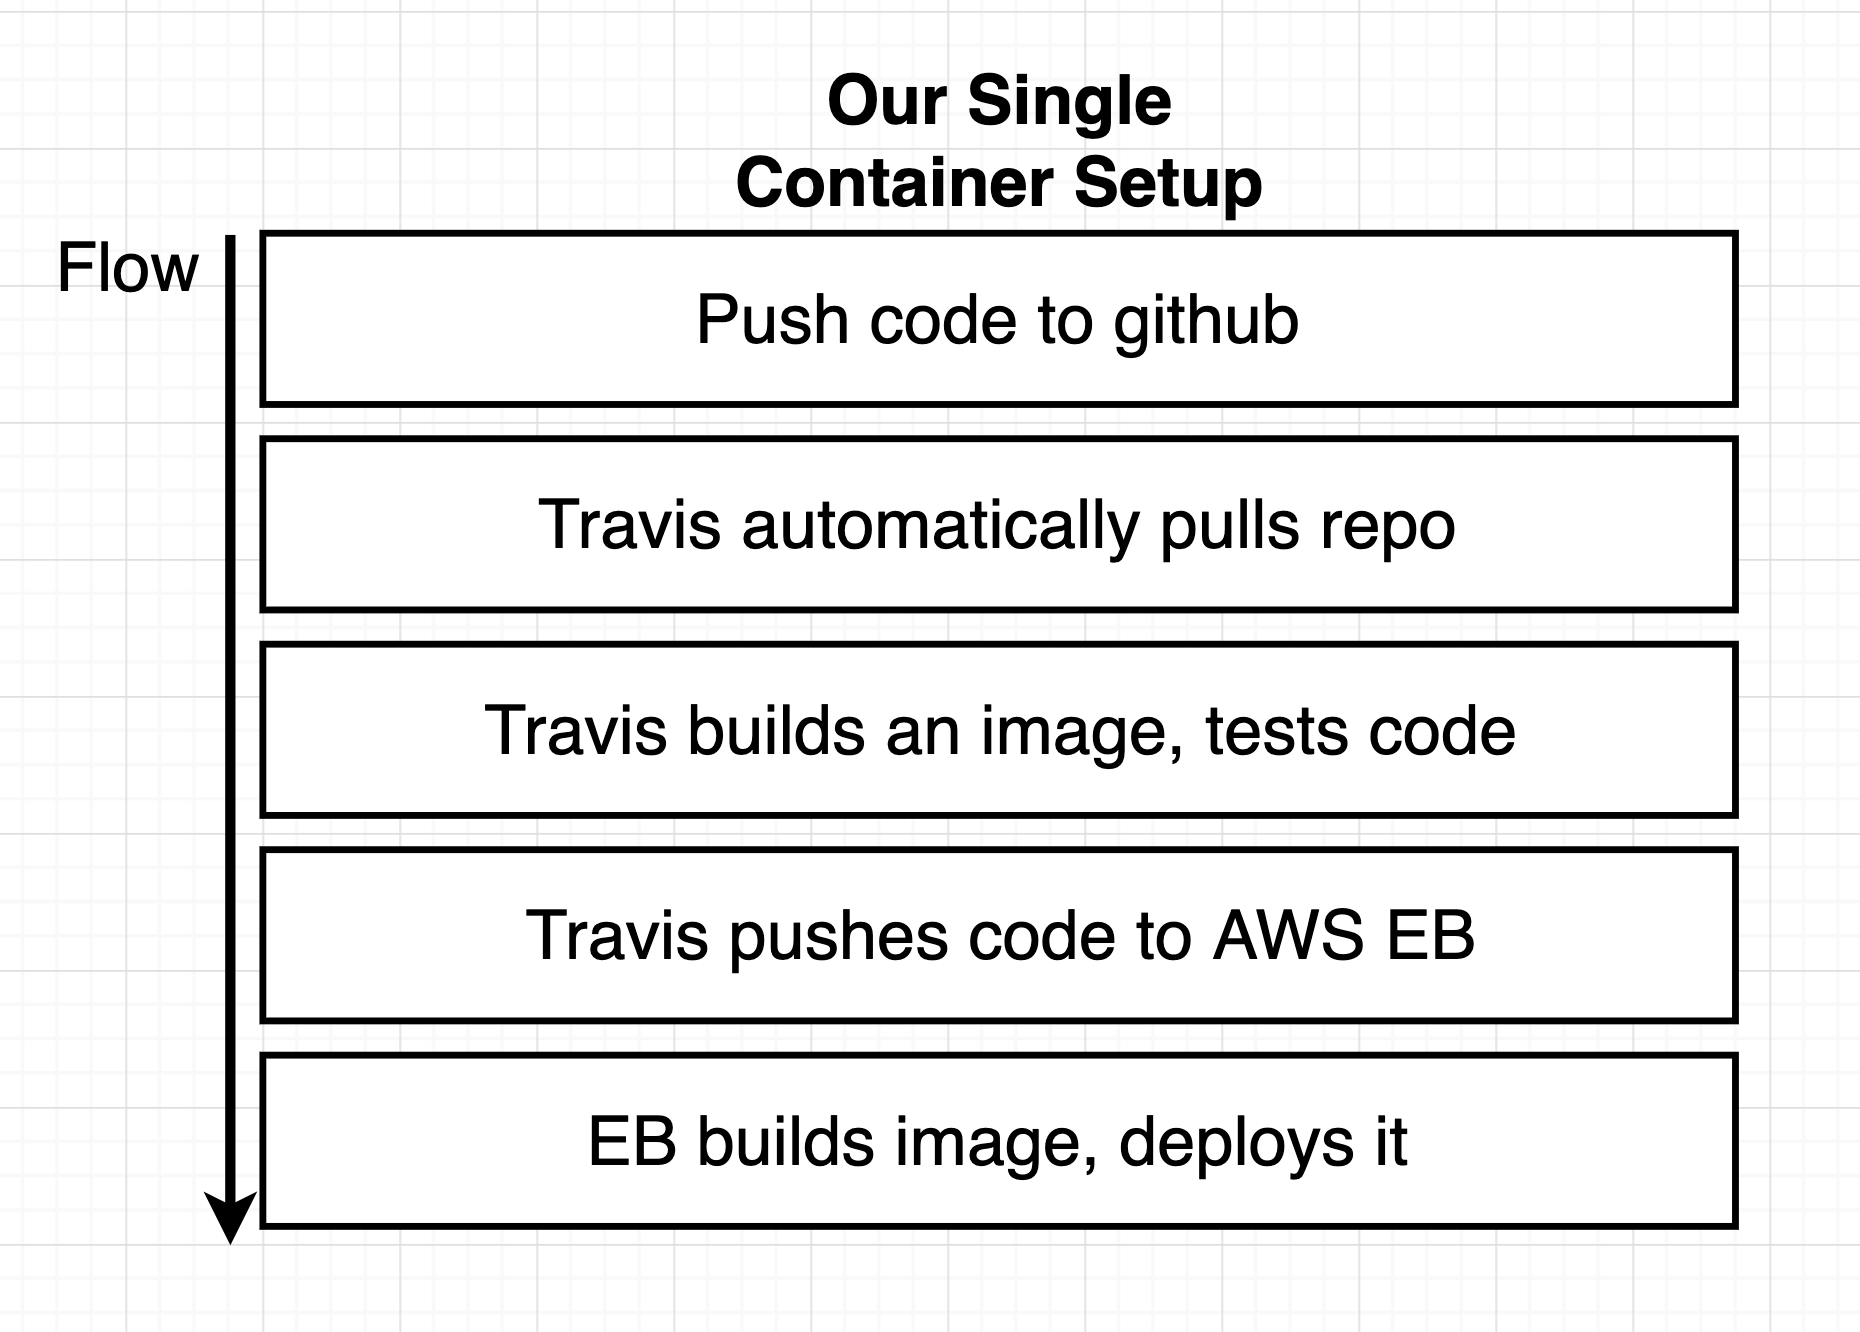 Our Single
Container Setup
Flow
Push code to github
Travis automatically pulls repo
Travis builds an image, tests code
Travis pushes code to AWS EB
EB builds image, deploys it